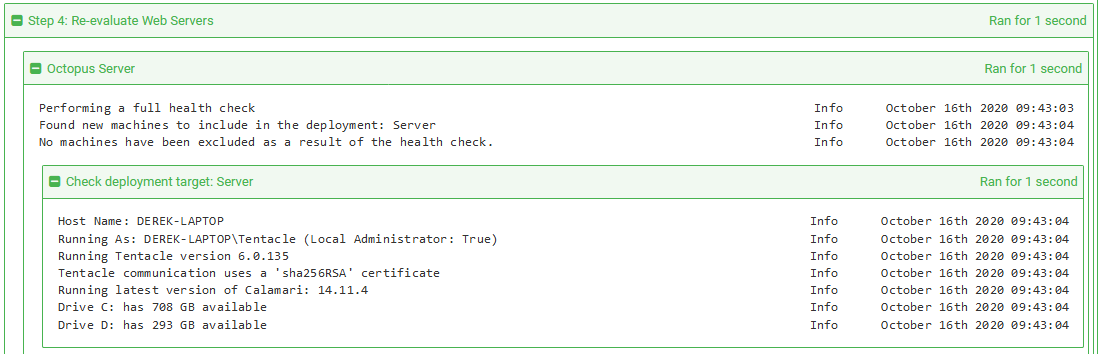 Step 4: Re-evaluate Web Servers Ran for 1 second
Octopus Server Ran for 1 second
Performing a full health check Info October 16th 2020 09:43:03
Found new machines to include in the deployment: Server Info October 16th 2020 09:43:04
No machines have been excluded as a result of the health check. Info October 16th 2020 09:43:04
Check deployment target: Server Ran for 1 second
Host Name: DEREK-LAPTOP Info October 16th 2020 09:43:04
Running As: DEREK-LAPTOP\Tentacle (Local Administrator: True) Info October 16th 2020 09:43:04
Running Tentacle version 6.0.135 Info October 16th 2020 09:43:04
Tentacle communication uses a 'sha256RSA' certificate Info October 16th 2020 09:43:04
Running latest version of Calamari: 14.11.4 Info October 16th 2020 09:43:04
Drive C: has 708 GB available Info October 16th 2020 09:43:04
Drive D: has 293 GB available Info October 16th 2020 09:43:04